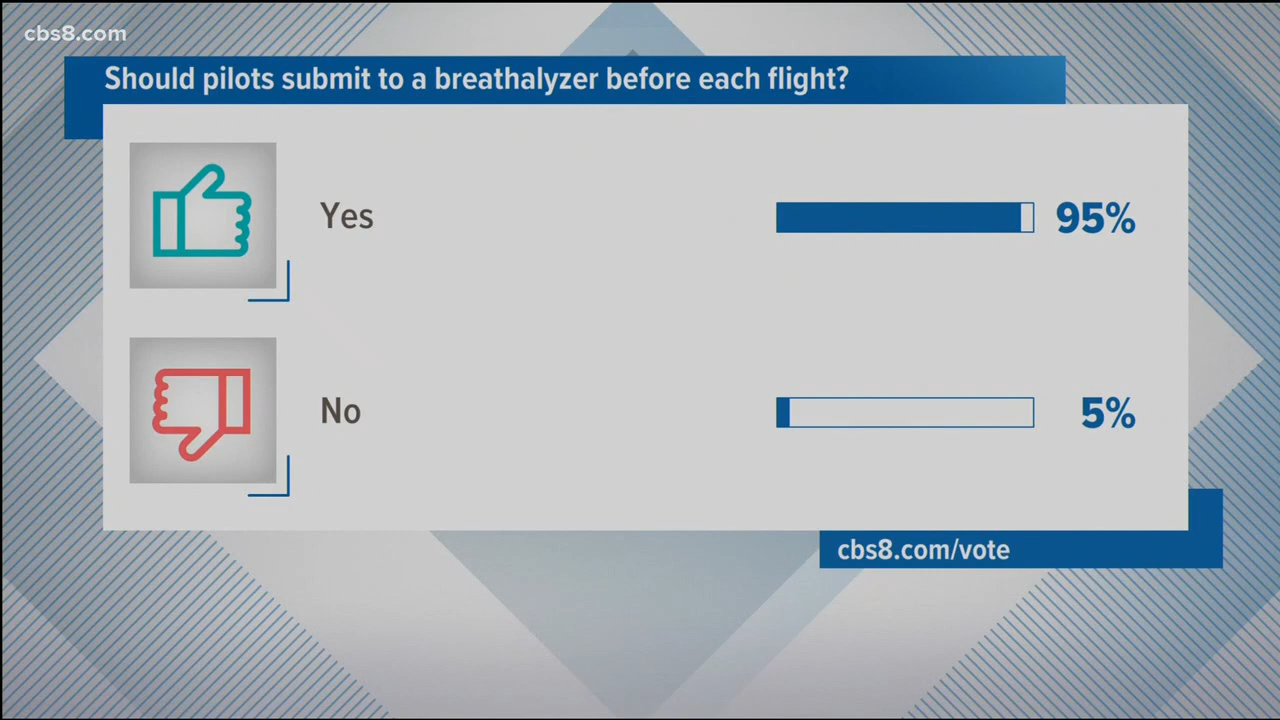 cbs8.com
Should pilots submit to a breathalyzer before each flight?
Yes
95%
No
5%
cbs8.com/vote